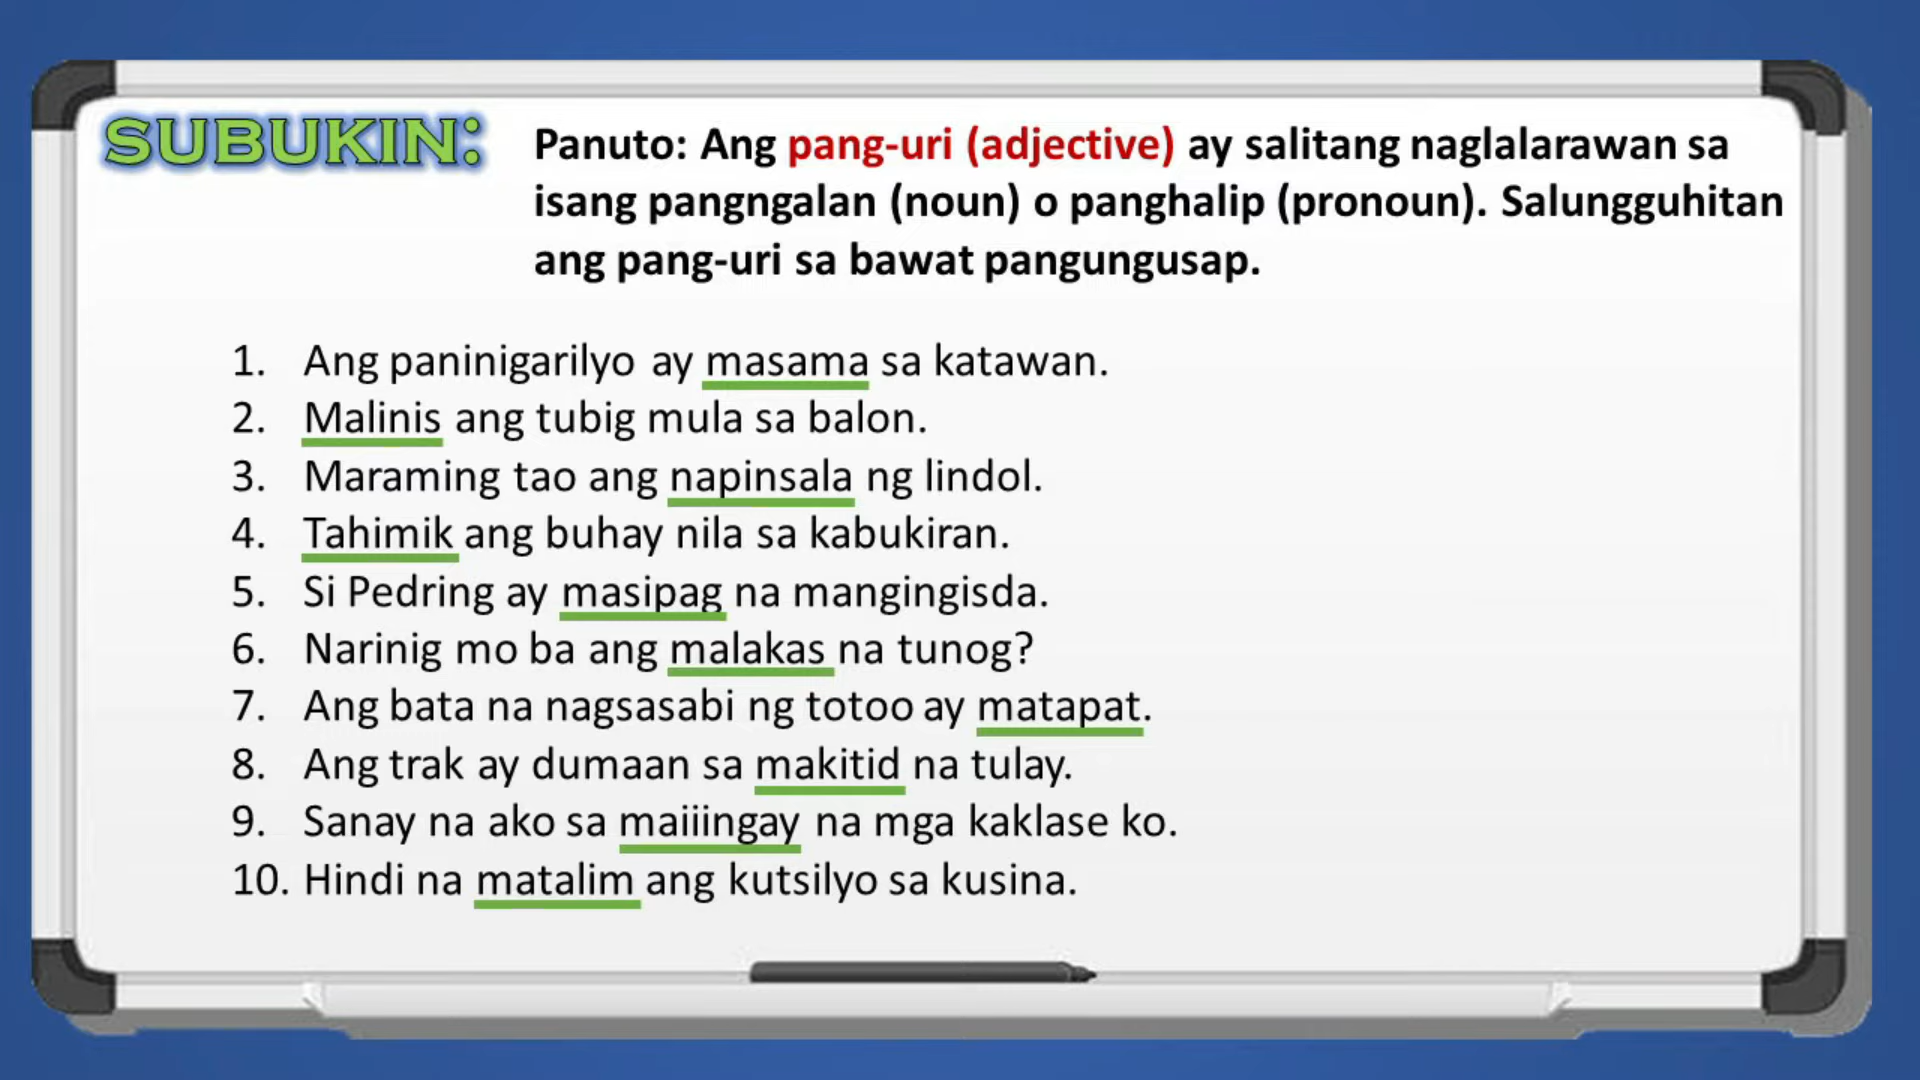 SUBUKIN:
Panuto: Ang pang-uri (adjective) ay salitang naglalarawan sa
isang pangngalan (noun) o panghalip (pronoun). Salungguhitan
ang pang-uri sa bawat pangungusap.
1. Ang paninigarilyo ay masama sa katawan.
2. Malinis ang tubig mula sa balon.
3. Maraming tao ang napinsala ng lindol.
4. Tahimik ang buhay nila sa kabukiran.
5. Si Pedring ay masipag na mangingisda.
6. Narinig mo ba ang malakas na tunog?
7. Ang bata na nagsasabi ng totoo ay matapat.
8. Ang trak ay dumaan sa makitid na tulay.
9. Sanay na ako sa maiiingay na mga kaklase ko.
10. Hindi na matalim ang kutsilyo sa kusina.